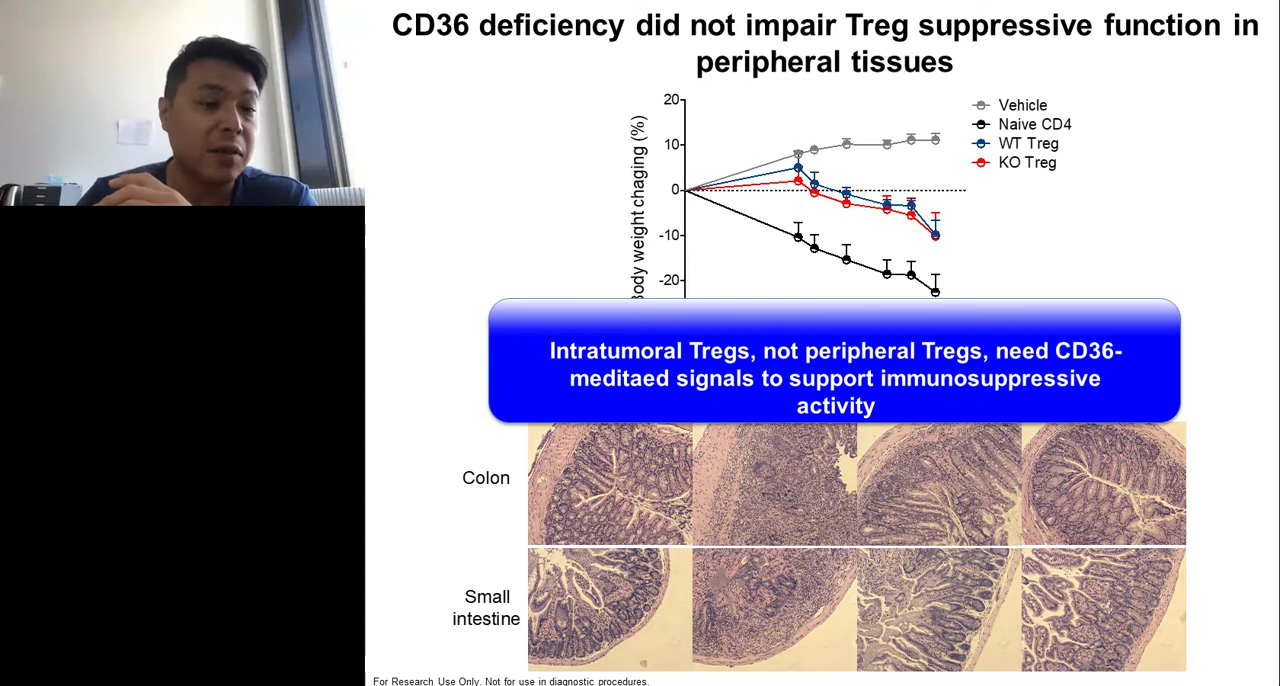 CD36 deficiency did not impair Treg suppressive function in
peripheral tissues
20
10
0
-10
-20
Body weight chaging (%)
Vehicle
Naive CD4
WT Treg
KO Treg
Intratumoral Tregs, not peripheral Tregs, need CD36-
meditaed signals to support immunosuppressive
activity
Colon
Small
intestine
For Research Use Only. Not for use in diagnostic procedures.